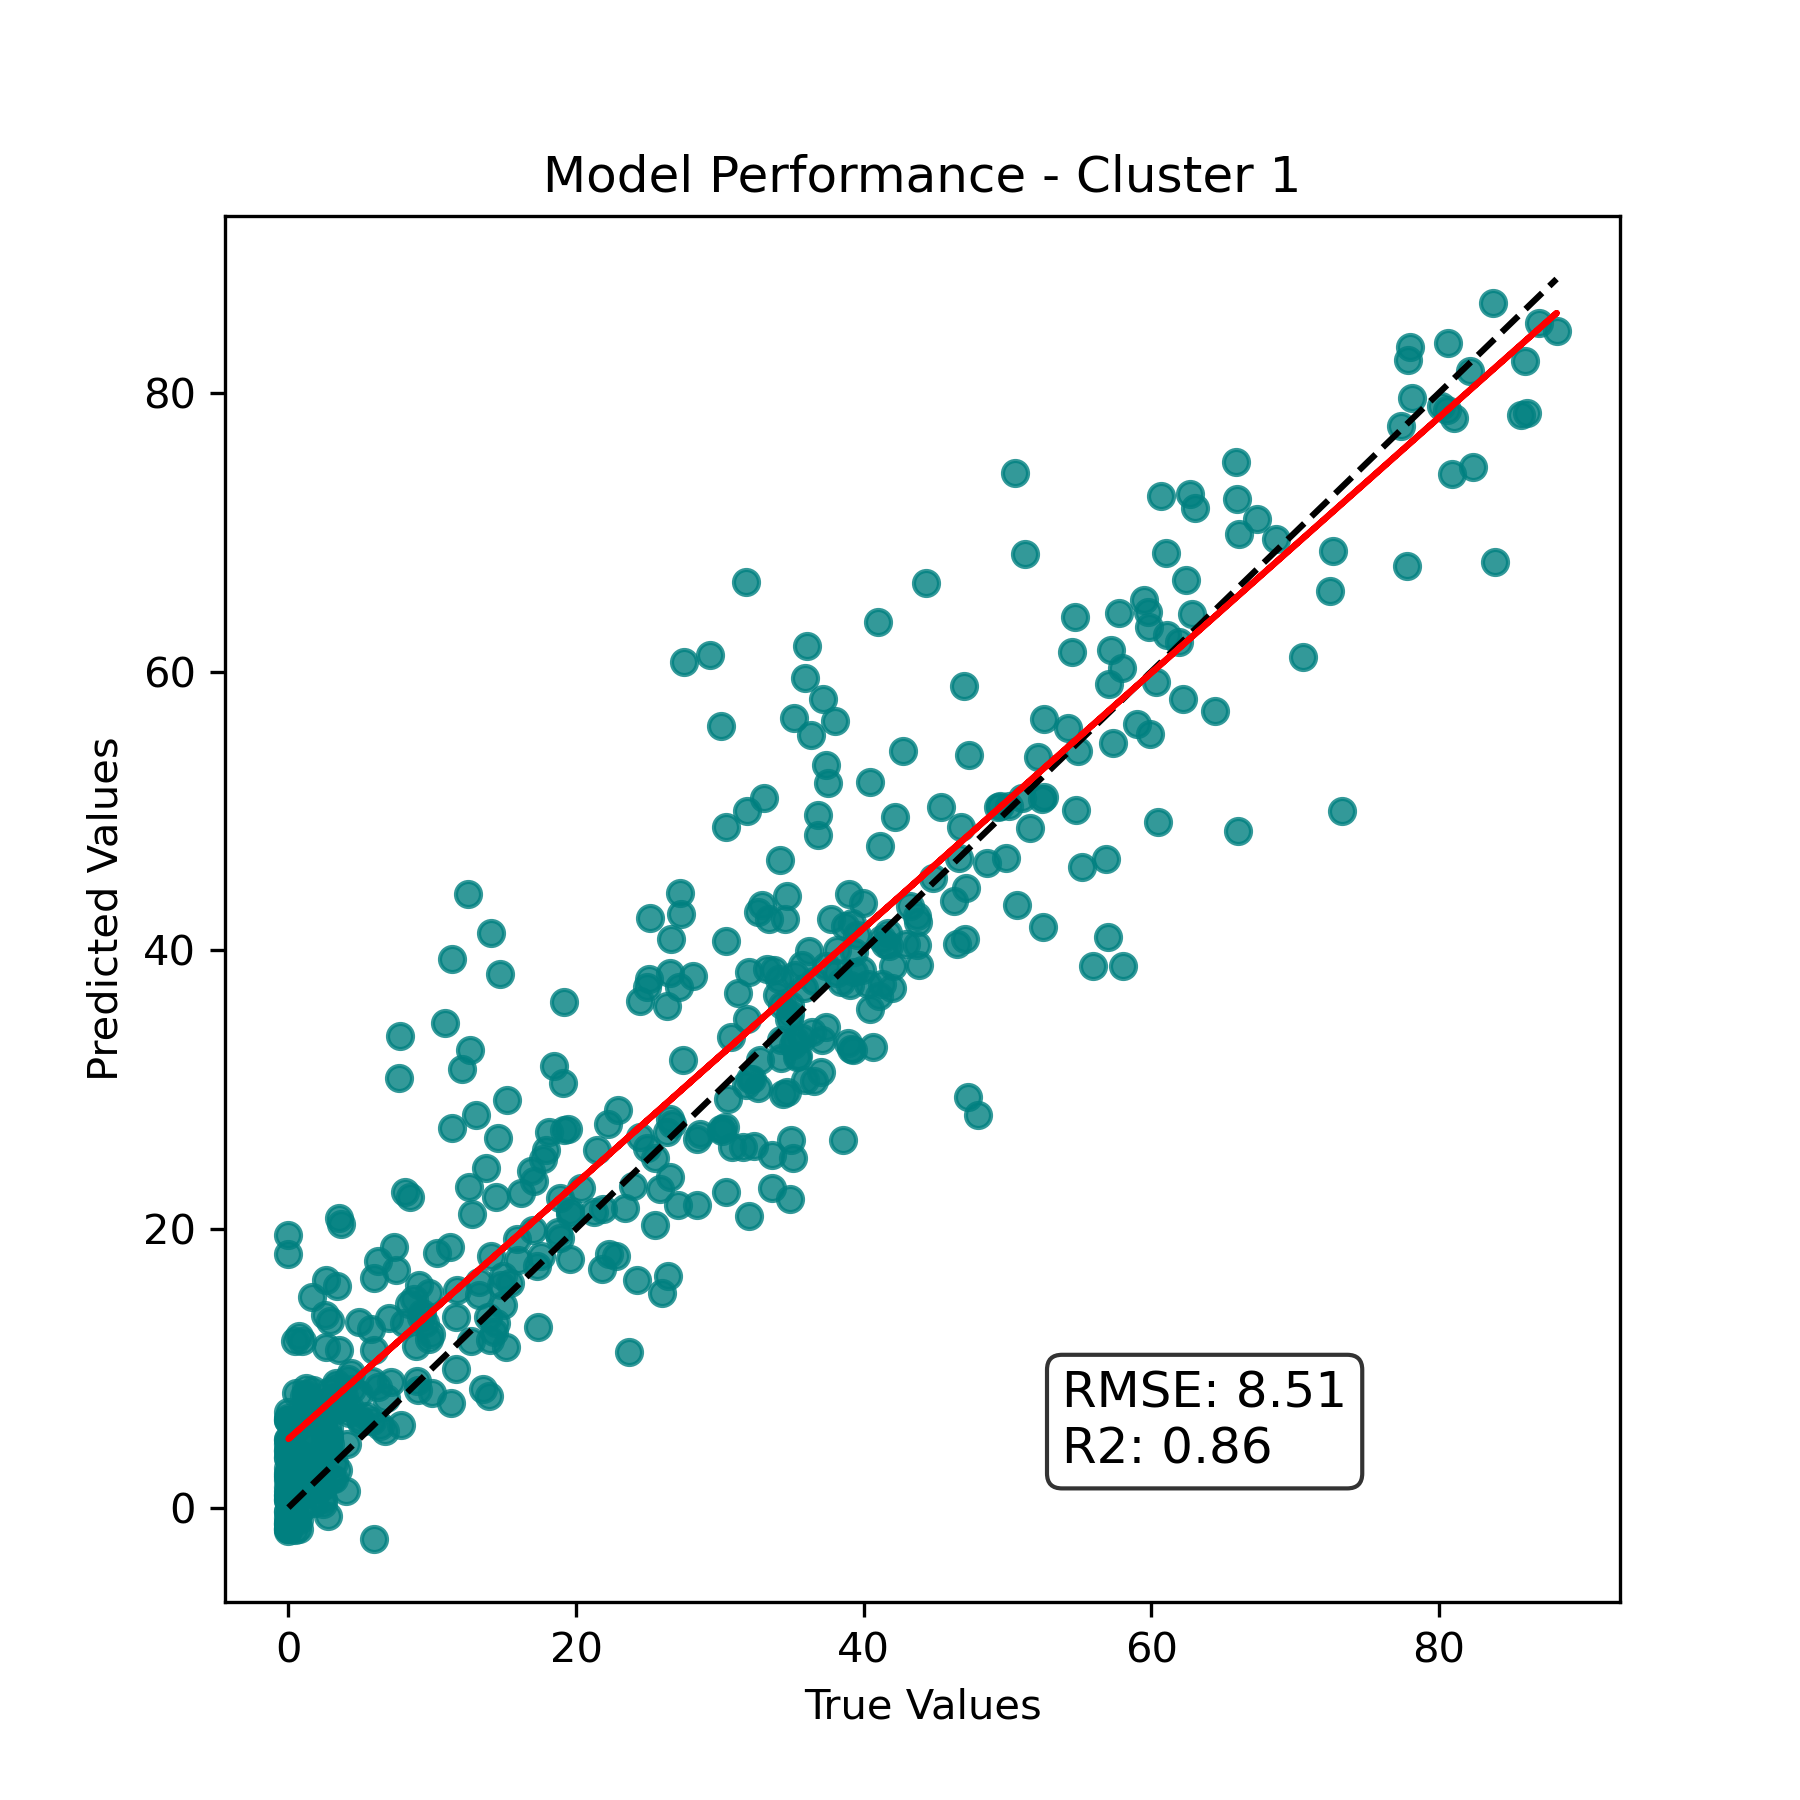 Model Performance - Cluster 1
80
60
40
20
0
Predicted Values
RMSE: 8.51
R2: 0.86
0 20 40 60 80
True Values